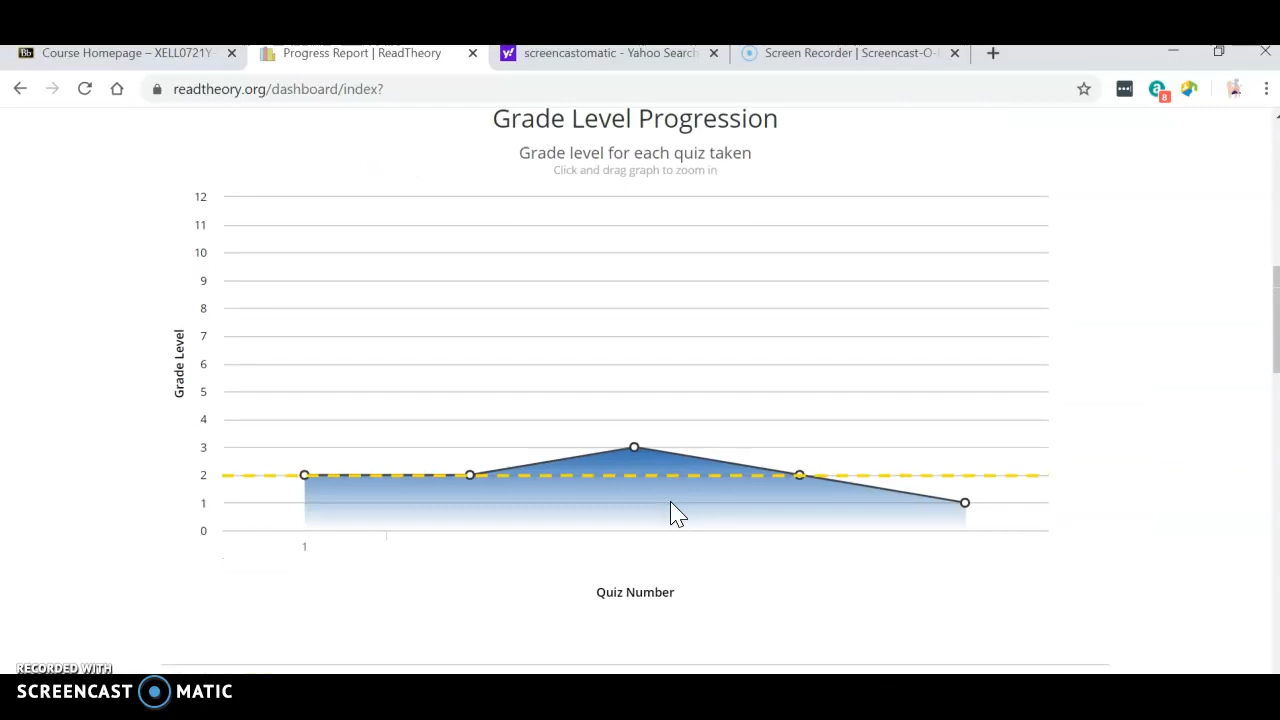 Course Homepage – XELL0721Y
Progress Report | ReadTheory
screencastomatic - Yahoo Search
Screen Recorder | Screencast-O-
readtheory.org/dashboard/index?
8
Grade Level Progression
Grade level for each quiz taken
Click and drag graph to zoom in
12
11
10
9
8
7
6
5
4
3
2
1
0
Grade Level
1
Quiz Number
RECORDED WITH
SCREENCAST MATIC